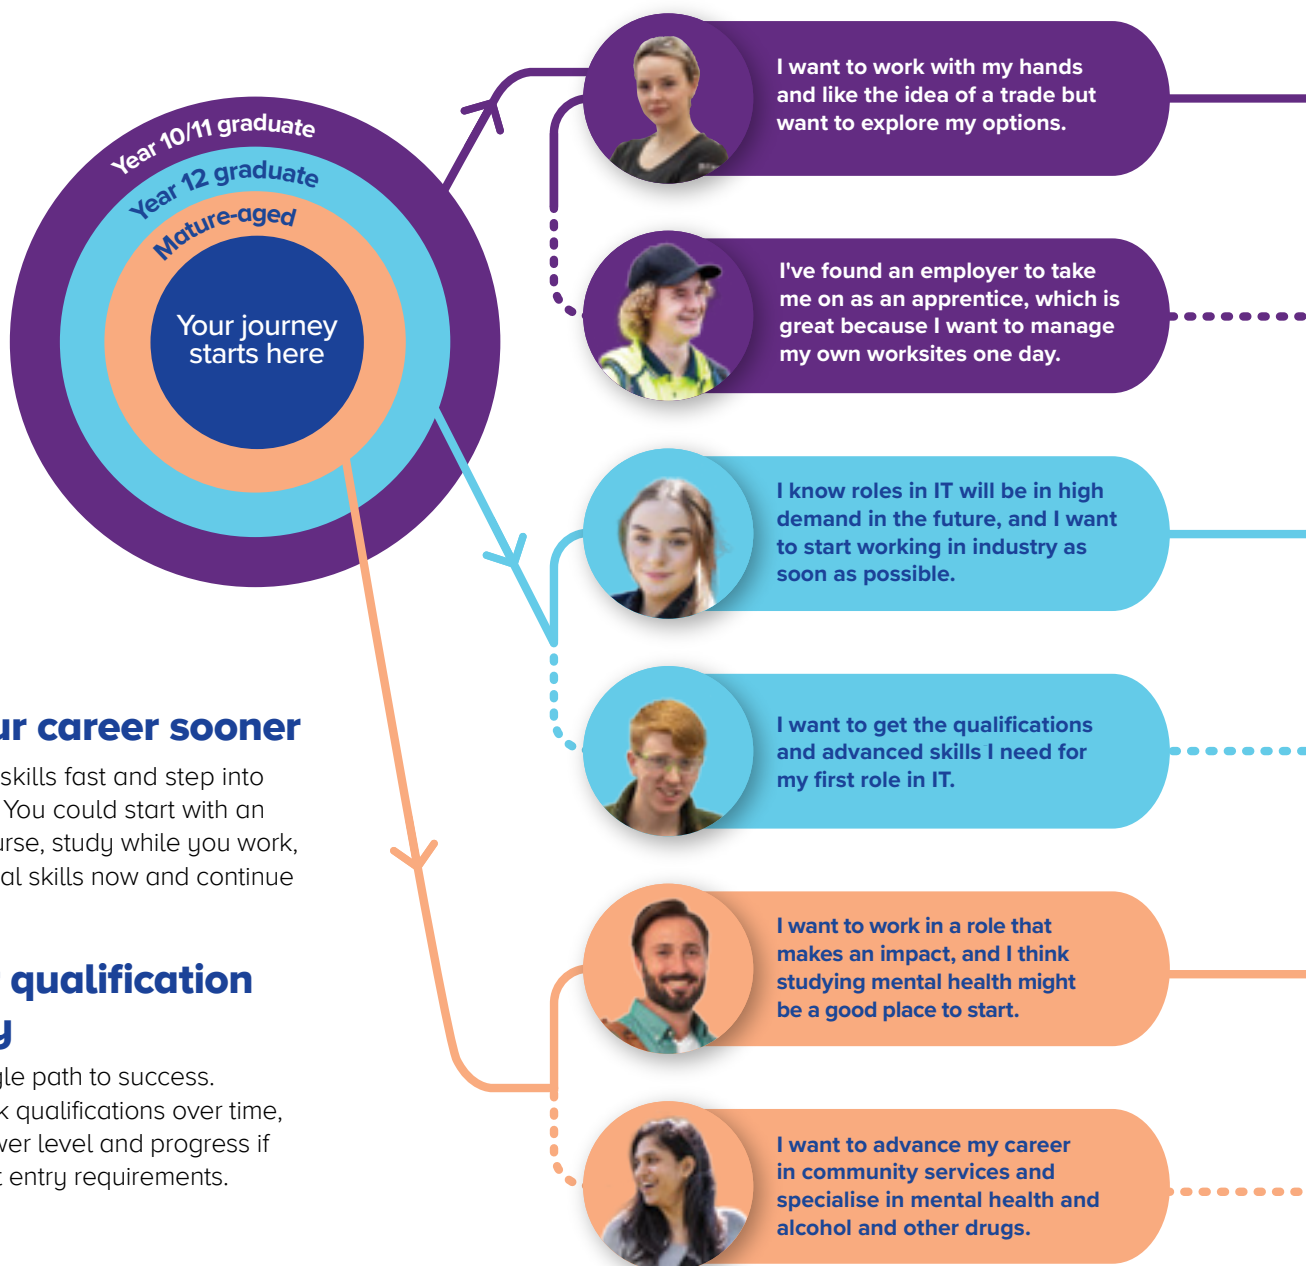 Year 10/11 graduate
Year 12 graduate
Mature-aged
Your journey
starts here
I want to work with my hands
and like the idea of a trade but
want to explore my options.
I've found an employer to take
me on as an apprentice, which is
great because I want to manage
my own worksites one day.
I know roles in IT will be in high
demand in the future, and I want
to start working in industry as
soon as possible.
I want to get the qualifications
and advanced skills I need for
my first role in IT.
I want to work in a role that
makes an impact, and I think
studying mental health might
be a good place to start.
I want to advance my career
in community services and
specialise in mental health and
alcohol and other drugs.
career sooner
skills fast and step into
You could start with an
study while you work,
skills now and continue
qualification
path to success.
qualifications over time,
level and progress if
entry requirements.